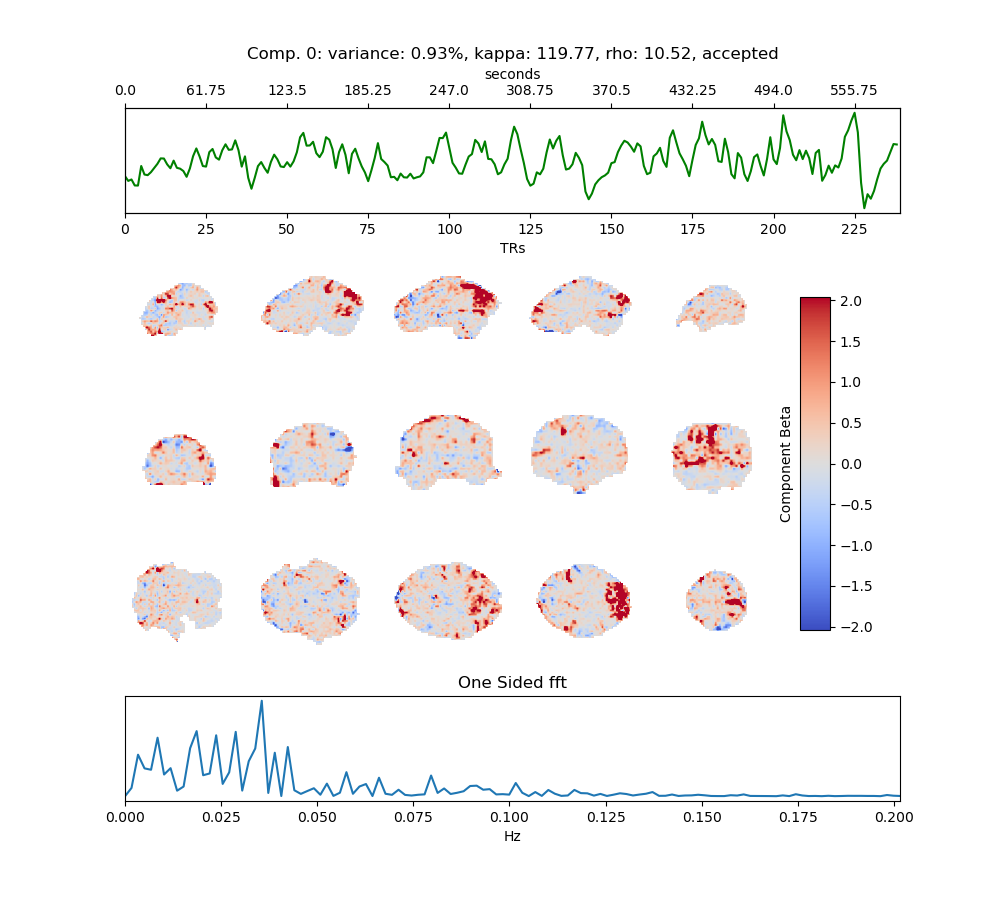 Comp. 0: variance: 0.93%, kappa: 119.77, rho: 10.52, accepted
seconds
0.0 61.75 123.5 185.25 247.0 308.75 370.5 432.25 494.0 555.75
0 25 50 75 100 125 150 175 200 225
TRs
2.0
1.5
1.0
0.5
0.0
−0.5
−1.0
−1.5
−2.0
Component Beta
One Sided fft
0.000 0.025 0.050 0.075 0.100 0.125 0.150 0.175 0.200
Hz